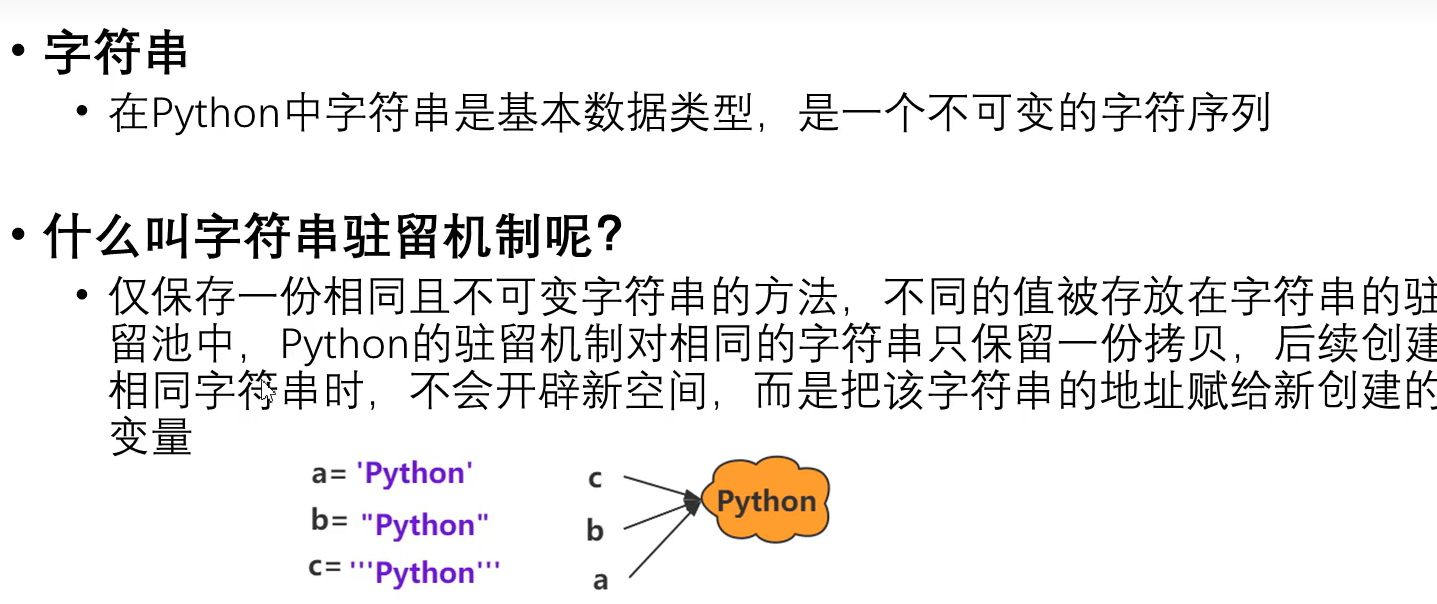 • 字符串
• 在Python中字符串是基本数据类型，是一个不可变的字符序列
• 什么叫字符串驻留机制呢?
• 仅保存一份相同且不可变字符串的方法，不同的值被存放在字符串的驻
留池中，Python的驻留机制对相同的字符串只保留一份拷贝，后续创建
相同字符串时，不会开辟新空间，而是把该字符串的地址赋给新创建的
变量
a= 'Python'
b= "Python"
c= '''Python'''
c
b
a
Python